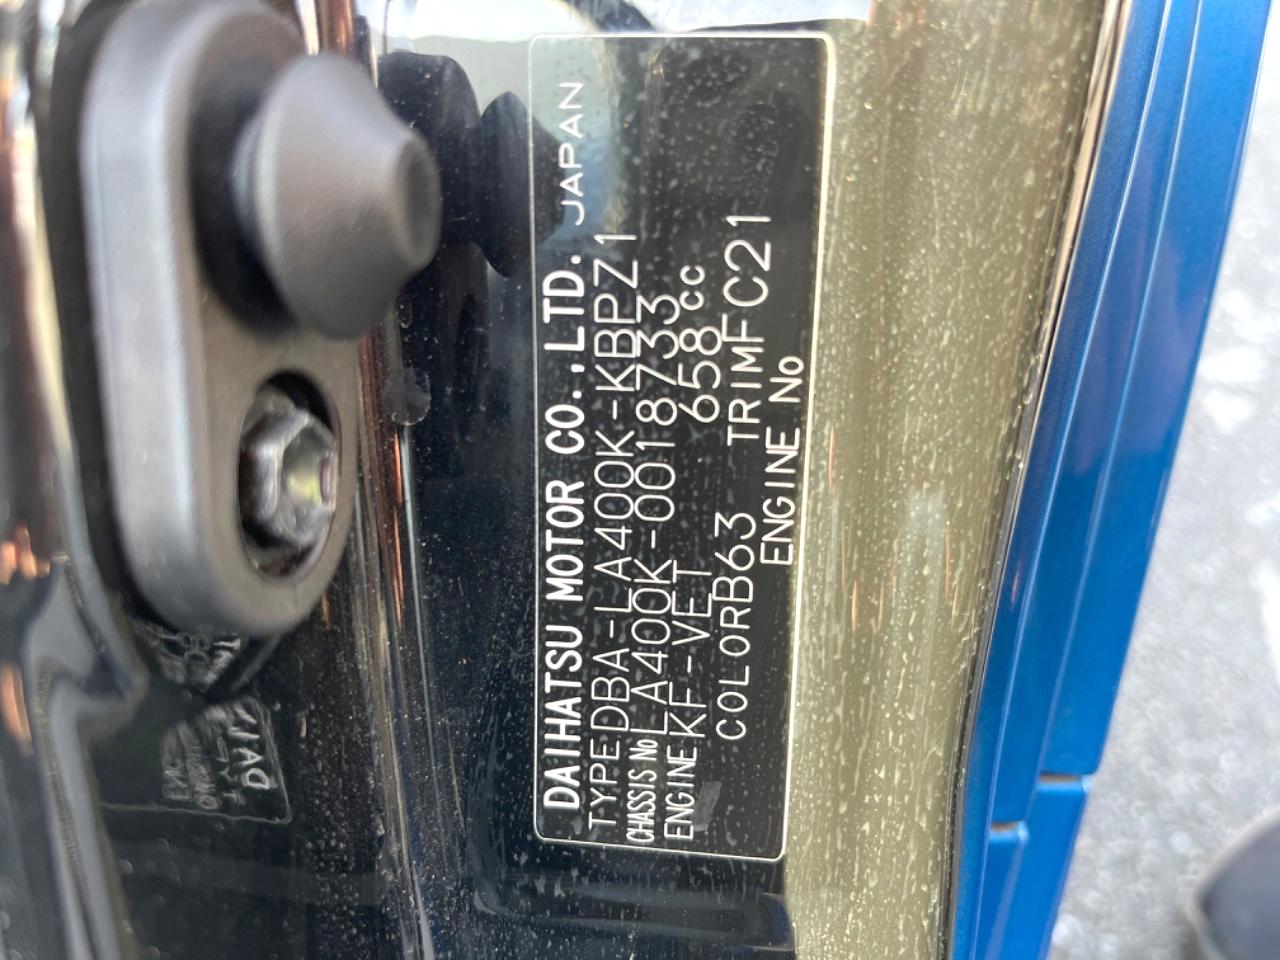 DAIHATSU MOTOR CO.,LTD. JAPAN
TYPE DBA-LA400K-KBPZ1
CHASSIS No LA400K-0018733
ENGINE KF-VET 658cc
COLOR B63 TRIM FC21
ENGINE No